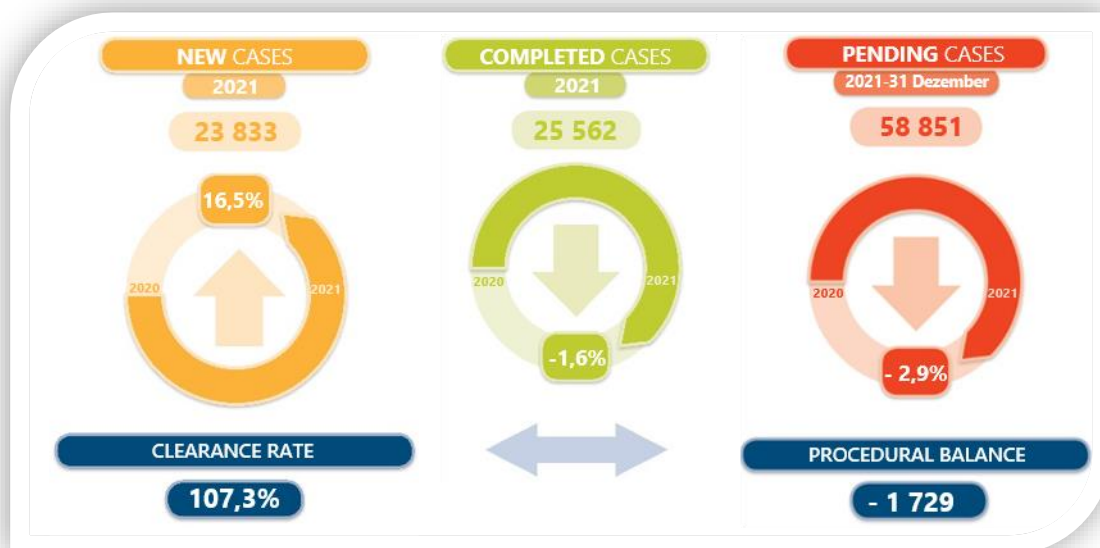 NEW CASES
2021
23 833
16,5%
2020
2021
CLEARANCE RATE
107,3%
COMPLETED CASES
2021
25 562
2020
2021
-1,6%
PENDING CASES
2021-31 Dezember
58 851
2020
2021
- 2,9%
PROCEDURAL BALANCE
- 1 729